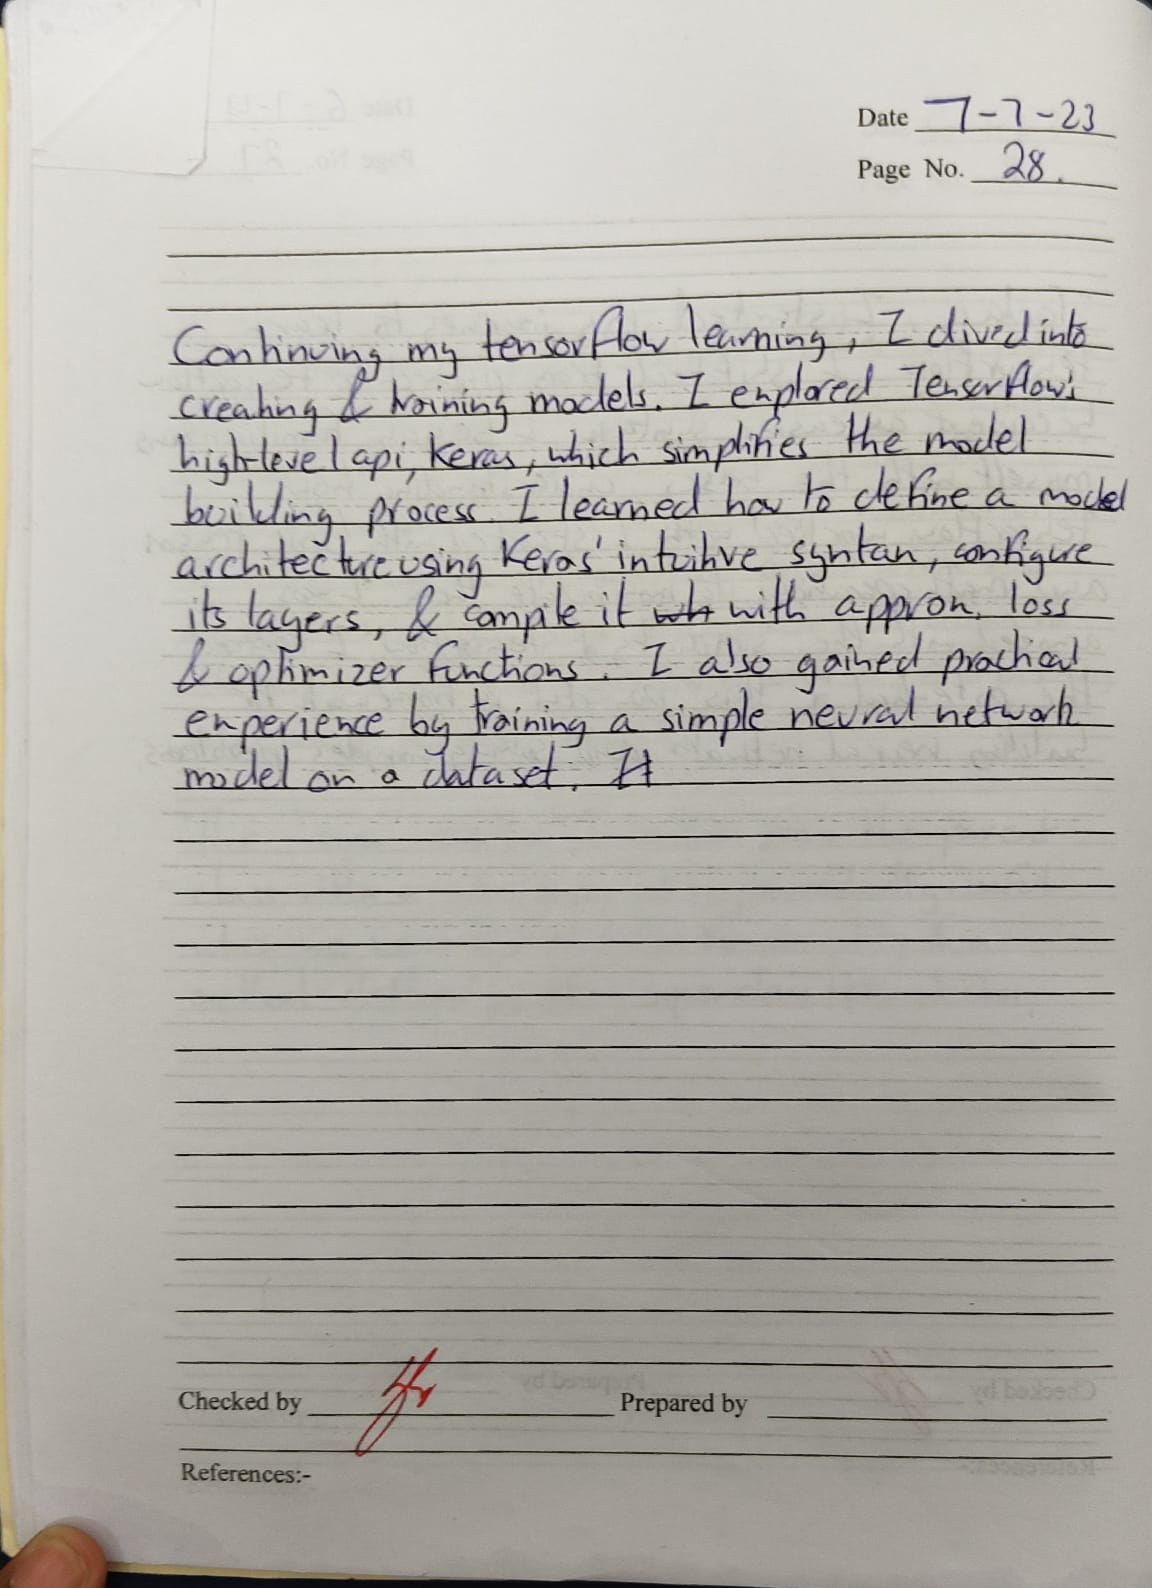 Date 7-7-23
Page No. 28.
Continuing my tensorflow learning, I dived into
creating & training models. I explored Tensorflow's
high-level api, Keras, which simplifies the model
building process. I learned how to define a model
architecture using Keras' intuitive syntax, configure
its layers, & compile it with approx. loss
& optimizer functions. I also gained practical
experience by training a simple neural network
model on a dataset.
Checked by Prepared by
References:-